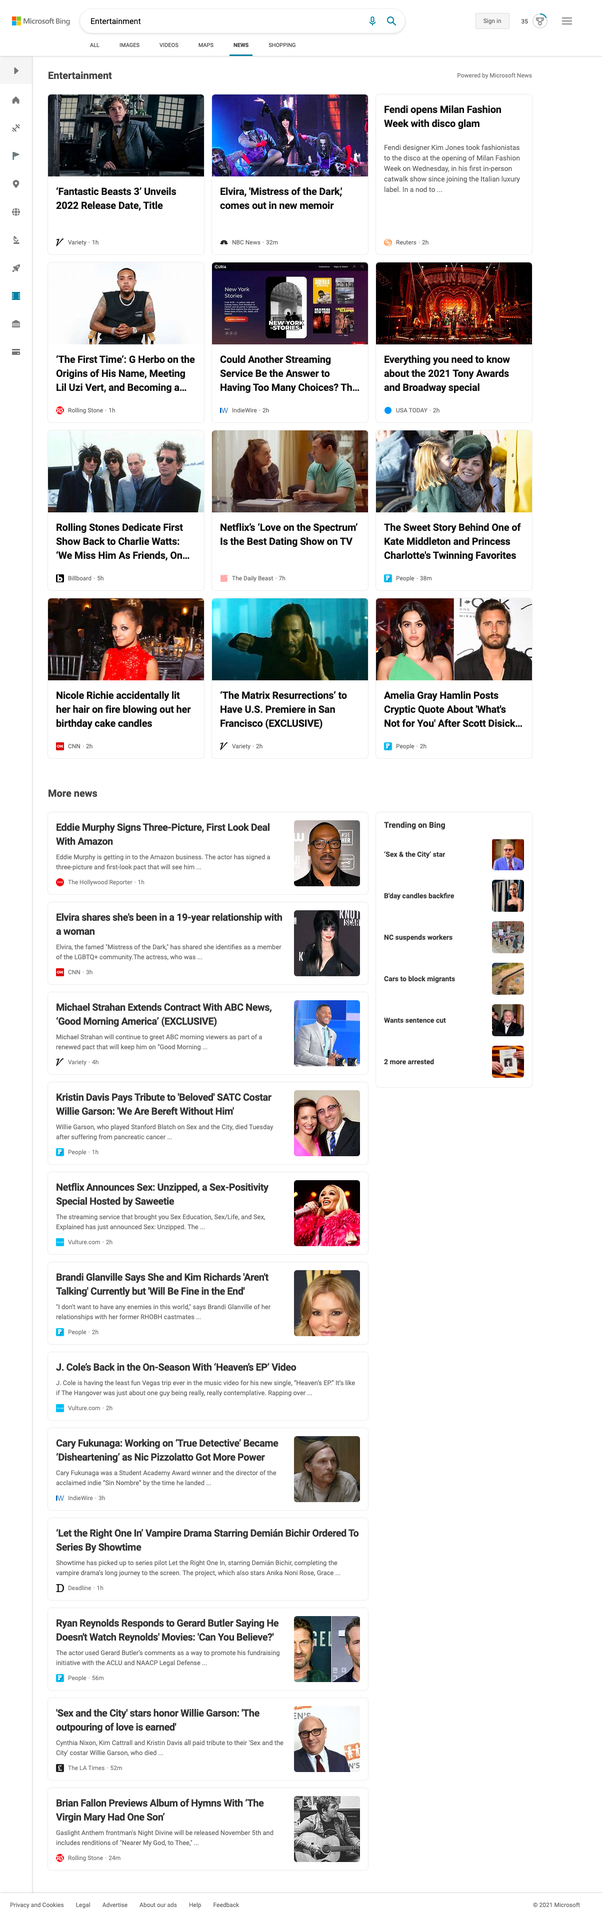 Microsoft Bing
Entertainment
Sign in
35
ALL IMAGES VIDEOS MAPS NEWS SHOPPING
Entertainment
Powered by Microsoft News
'Fantastic Beasts 3' Unveils
2022 Release Date, Title
Variety · 1h
Elvira, 'Mistress of the Dark,'
comes out in new memoir
NBC News · 32m
Fendi opens Milan Fashion
Week with disco glam
Fendi designer Kim Jones took fashionistas
to the disco at the opening of Milan Fashion
Week on Wednesday, in his first in-person
catwalk show since joining the Italian luxury
label. In a nod to ...
Reuters · 2h
'The First Time': G Herbo on the
Origins of His Name, Meeting
Lil Uzi Vert, and Becoming a...
Rolling Stone · 1h
New York
Stories
NEW YORK
STORIES
Could Another Streaming
Service Be the Answer to
Having Too Many Choices? Th...
IndieWire · 2h
Everything you need to know
about the 2021 Tony Awards
and Broadway special
USA TODAY · 2h
Rolling Stones Dedicate First
Show Back to Charlie Watts:
'We Miss Him As Friends, On...
Billboard · 5h
Netflix's 'Love on the Spectrum'
Is the Best Dating Show on TV
The Daily Beast · 7h
The Sweet Story Behind One of
Kate Middleton and Princess
Charlotte's Twinning Favorites
People · 38m
Nicole Richie accidentally lit
her hair on fire blowing out her
birthday cake candles
CNN · 2h
'The Matrix Resurrections' to
Have U.S. Premiere in San
Francisco (EXCLUSIVE)
Variety · 2h
Amelia Gray Hamlin Posts
Cryptic Quote About 'What's
Not for You' After Scott Disick...
People · 2h
More news
Eddie Murphy Signs Three-Picture, First Look Deal
With Amazon
Eddie Murphy is getting in to the Amazon business. The actor has signed a
three-picture and first-look pact that will see him ...
The Hollywood Reporter · 1h
Elvira shares she's been in a 19-year relationship with
a woman
Elvira, the famed "Mistress of the Dark," has shared she identifies as a member
of the LGBTQ+ community.The actress, who was ...
CNN · 3h
Michael Strahan Extends Contract With ABC News,
'Good Morning America' (EXCLUSIVE)
Michael Strahan will continue to greet ABC morning viewers as part of a
renewed pact that will keep him on "Good Morning ...
Variety · 4h
Kristin Davis Pays Tribute to 'Beloved' SATC Costar
Willie Garson: 'We Are Bereft Without Him'
Willie Garson, who played Stanford Blatch on Sex and the City, died Tuesday
after suffering from pancreatic cancer ...
People · 1h
Netflix Announces Sex: Unzipped, a Sex-Positivity
Special Hosted by Saweetie
The streaming service that brought you Sex Education, Sex/Life, and Sex,
Explained has just announced Sex: Unzipped. The ...
Vulture.com · 2h
Brandi Glanville Says She and Kim Richards 'Aren't
Talking' Currently but 'Will Be Fine in the End'
"I don't want to have any enemies in this world," says Brandi Glanville of her
relationships with her former RHOBH castmates ...
People · 2h
J. Cole's Back in the On-Season With 'Heaven's EP' Video
J. Cole is having the least fun Vegas trip ever in the music video for his new single, "Heaven's EP." It's like
if The Hangover was just about one guy being really, really contemplative. Rapping over ...
Vulture.com · 2h
Cary Fukunaga: Working on 'True Detective' Became
'Disheartening' as Nic Pizzolatto Got More Power
Cary Fukunaga was a Student Academy Award winner and the director of the
acclaimed indie "Sin Nombre" by the time he landed ...
IndieWire · 3h
'Let the Right One In' Vampire Drama Starring Demián Bichir Ordered To
Series By Showtime
Showtime has picked up to series pilot Let the Right One In, starring Demián Bichir, completing the
vampire drama's long journey to the screen. The project, which also stars Anika Noni Rose, Grace ...
Deadline · 1h
Ryan Reynolds Responds to Gerard Butler Saying He
Doesn't Watch Reynolds' Movies: 'Can You Believe?'
The actor used Gerard Butler's comments as a way to promote his fundraising
initiative with the ACLU and NAACP Legal Defense ...
People · 56m
'Sex and the City' stars honor Willie Garson: 'The
outpouring of love is earned'
Cynthia Nixon, Kim Cattrall and Kristin Davis all paid tribute to their 'Sex and the
City' costar Willie Garson, who died ...
The LA Times · 52m
Brian Fallon Previews Album of Hymns With 'The
Virgin Mary Had One Son'
Gaslight Anthem frontman's Night Divine will be released November 5th and
includes renditions of "Nearer My God, to Thee," ...
Rolling Stone · 24m
Trending on Bing
'Sex & the City' star
B'day candles backfire
NC suspends workers
Cars to block migrants
Wants sentence cut
2 more arrested
Privacy and Cookies Legal Advertise About our ads Help Feedback
© 2021 Microsoft